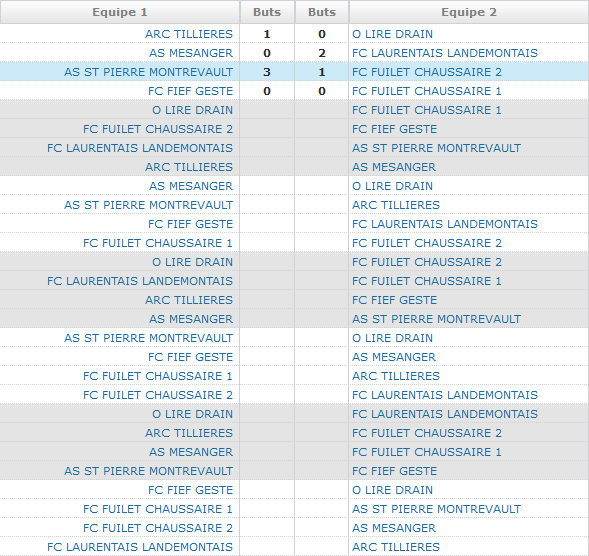 Equipe 1 Buts Buts Equipe 2
ARC TILLIERES 1 0 O LIRE DRAIN
AS MESANGER 0 2 FC LAURENTAIS LANDEMONTAIS
AS ST PIERRE MONTREVAULT 3 1 FC FUILET CHAUSSAIRE 2
FC FIEF GESTE 0 0 FC FUILET CHAUSSAIRE 1
O LIRE DRAIN FC FUILET CHAUSSAIRE 1
FC FUILET CHAUSSAIRE 2 FC FIEF GESTE
FC LAURENTAIS LANDEMONTAIS AS ST PIERRE MONTREVAULT
ARC TILLIERES AS MESANGER
AS MESANGER O LIRE DRAIN
AS ST PIERRE MONTREVAULT ARC TILLIERES
FC FIEF GESTE FC LAURENTAIS LANDEMONTAIS
FC FUILET CHAUSSAIRE 1 FC FUILET CHAUSSAIRE 2
O LIRE DRAIN FC FUILET CHAUSSAIRE 2
FC LAURENTAIS LANDEMONTAIS FC FUILET CHAUSSAIRE 1
ARC TILLIERES FC FIEF GESTE
AS MESANGER AS ST PIERRE MONTREVAULT
AS ST PIERRE MONTREVAULT O LIRE DRAIN
FC FIEF GESTE AS MESANGER
FC FUILET CHAUSSAIRE 1 ARC TILLIERES
FC FUILET CHAUSSAIRE 2 FC LAURENTAIS LANDEMONTAIS
O LIRE DRAIN FC LAURENTAIS LANDEMONTAIS
ARC TILLIERES FC FUILET CHAUSSAIRE 2
AS MESANGER FC FUILET CHAUSSAIRE 1
AS ST PIERRE MONTREVAULT FC FIEF GESTE
FC FIEF GESTE O LIRE DRAIN
FC FUILET CHAUSSAIRE 1 AS ST PIERRE MONTREVAULT
FC FUILET CHAUSSAIRE 2 AS MESANGER
FC LAURENTAIS LANDEMONTAIS ARC TILLIERES